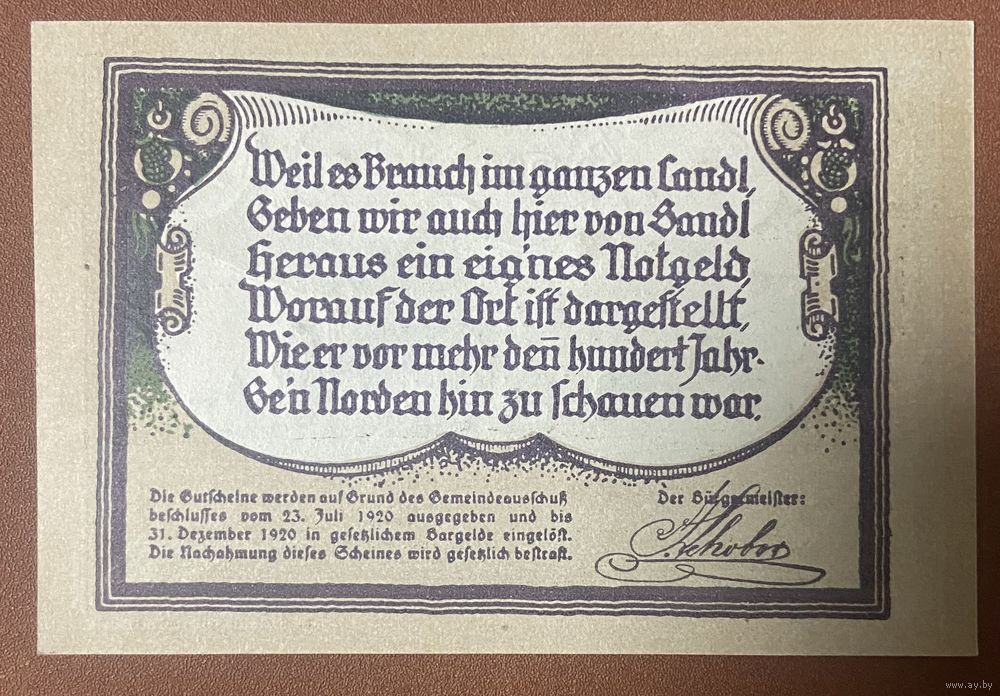 Weil es Brauch im ganzen Landl,
Geben wir auch hier von Sandl
Heraus ein eig'nes Notgeld,
Worauf der Ort ist dargestellt,
Wie er vor mehr den̄ hundert Jahr.
Ge'n Norden hin zu schauen war.
Die Gutscheine werden auf Grund des Gemeindeausschuß
beschlusses vom 23. Juli 1920 ausgegeben und bis
31. Dezember 1920 in gesetzlichem Bargelde eingelöst.
Die Nachahmung dieses Scheines wird gesetzlich bestraft.
Der Bürgermeister:
Schober
www.ay.by